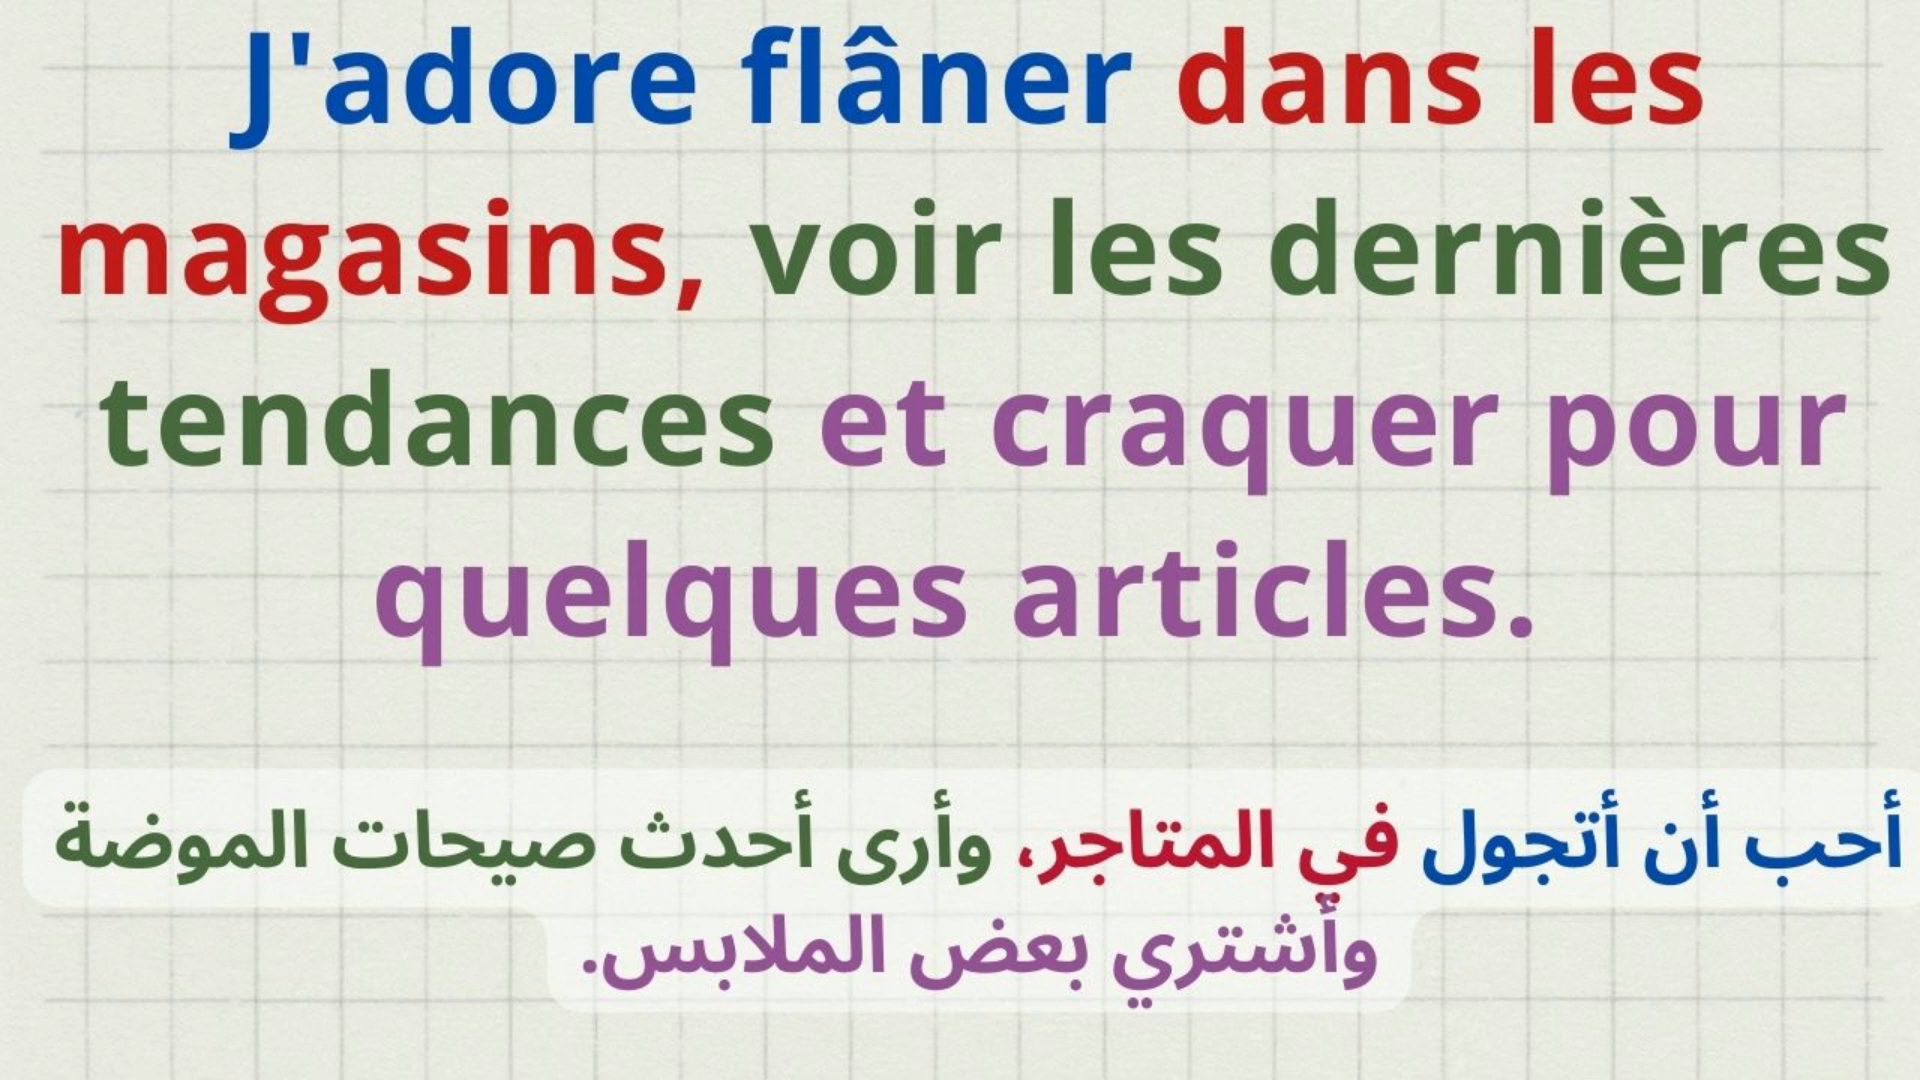 J'adore flâner dans les
magasins, voir les dernières
tendances et craquer pour
quelques articles.
أحب أن أتجول في المتاجر، وأرى أحدث صيحات الموضة
وأشتري بعض الملابس.